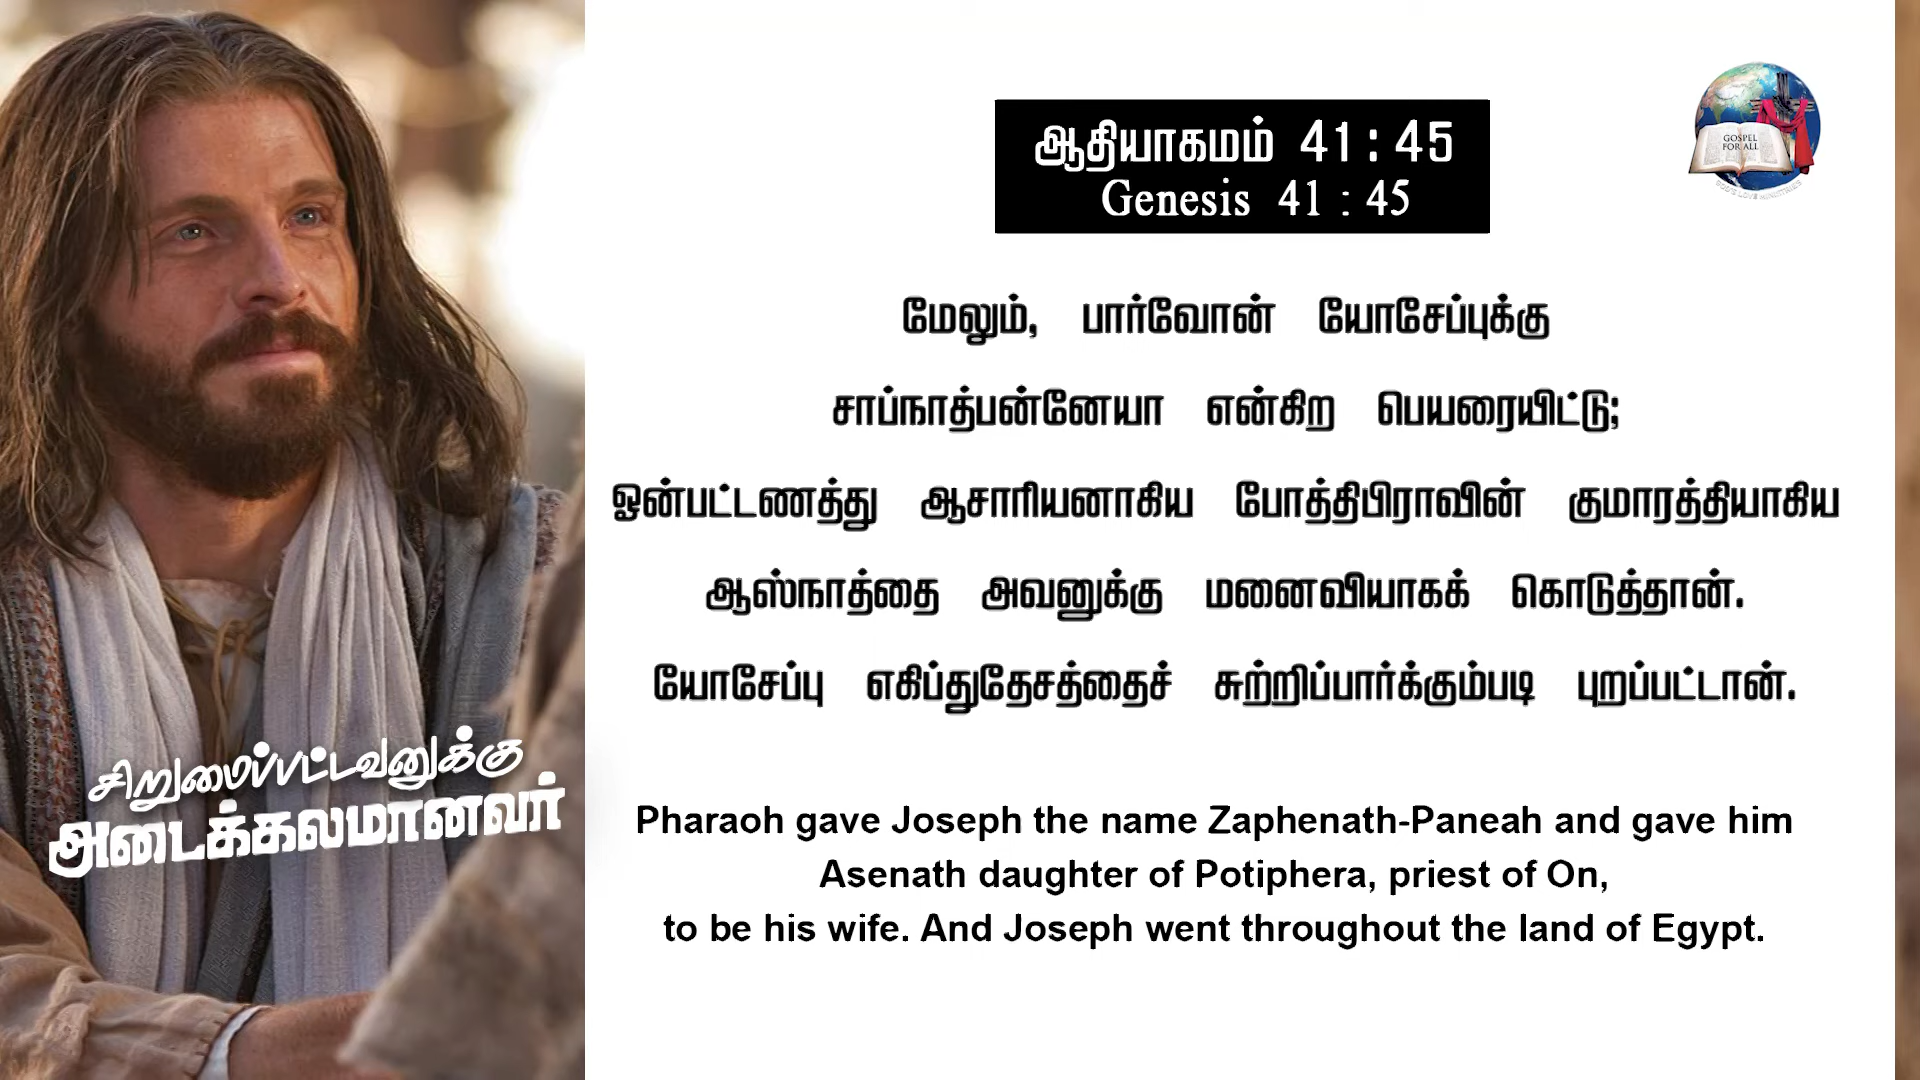 ஆதியாகமம் 41:45
Genesis 41 : 45
GOSPEL
FOR ALL
GOD'S LOVE MINISTRIES
மேலும், பார்வோன் யோசேப்புக்கு
சாப்நாத்பன்னேயா என்கிற பெயரையிட்டு;
ஓன்பட்டணத்து ஆசாரியனாகிய போத்திபிராவின் குமாரத்தியாகிய
ஆஸ்நாத்தை அவனுக்கு மனைவியாகக் கொடுத்தான்.
யோசேப்பு எகிப்துதேசத்தைச் சுற்றிப்பார்க்கும்படி புறப்பட்டான்.
சிறுமைப்பட்டவனுக்கு
அடைக்கலமானவர்
Pharaoh gave Joseph the name Zaphenath-Paneah and gave him
Asenath daughter of Potiphera, priest of On,
to be his wife. And Joseph went throughout the land of Egypt.